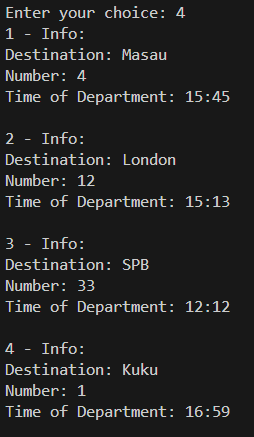 Enter your choice: 4
1 - Info:
Destination: Masau
Number: 4
Time of Department: 15:45
2 - Info:
Destination: London
Number: 12
Time of Department: 15:13
3 - Info:
Destination: SPB
Number: 33
Time of Department: 12:12
4 - Info:
Destination: Kuku
Number: 1
Time of Department: 16:59